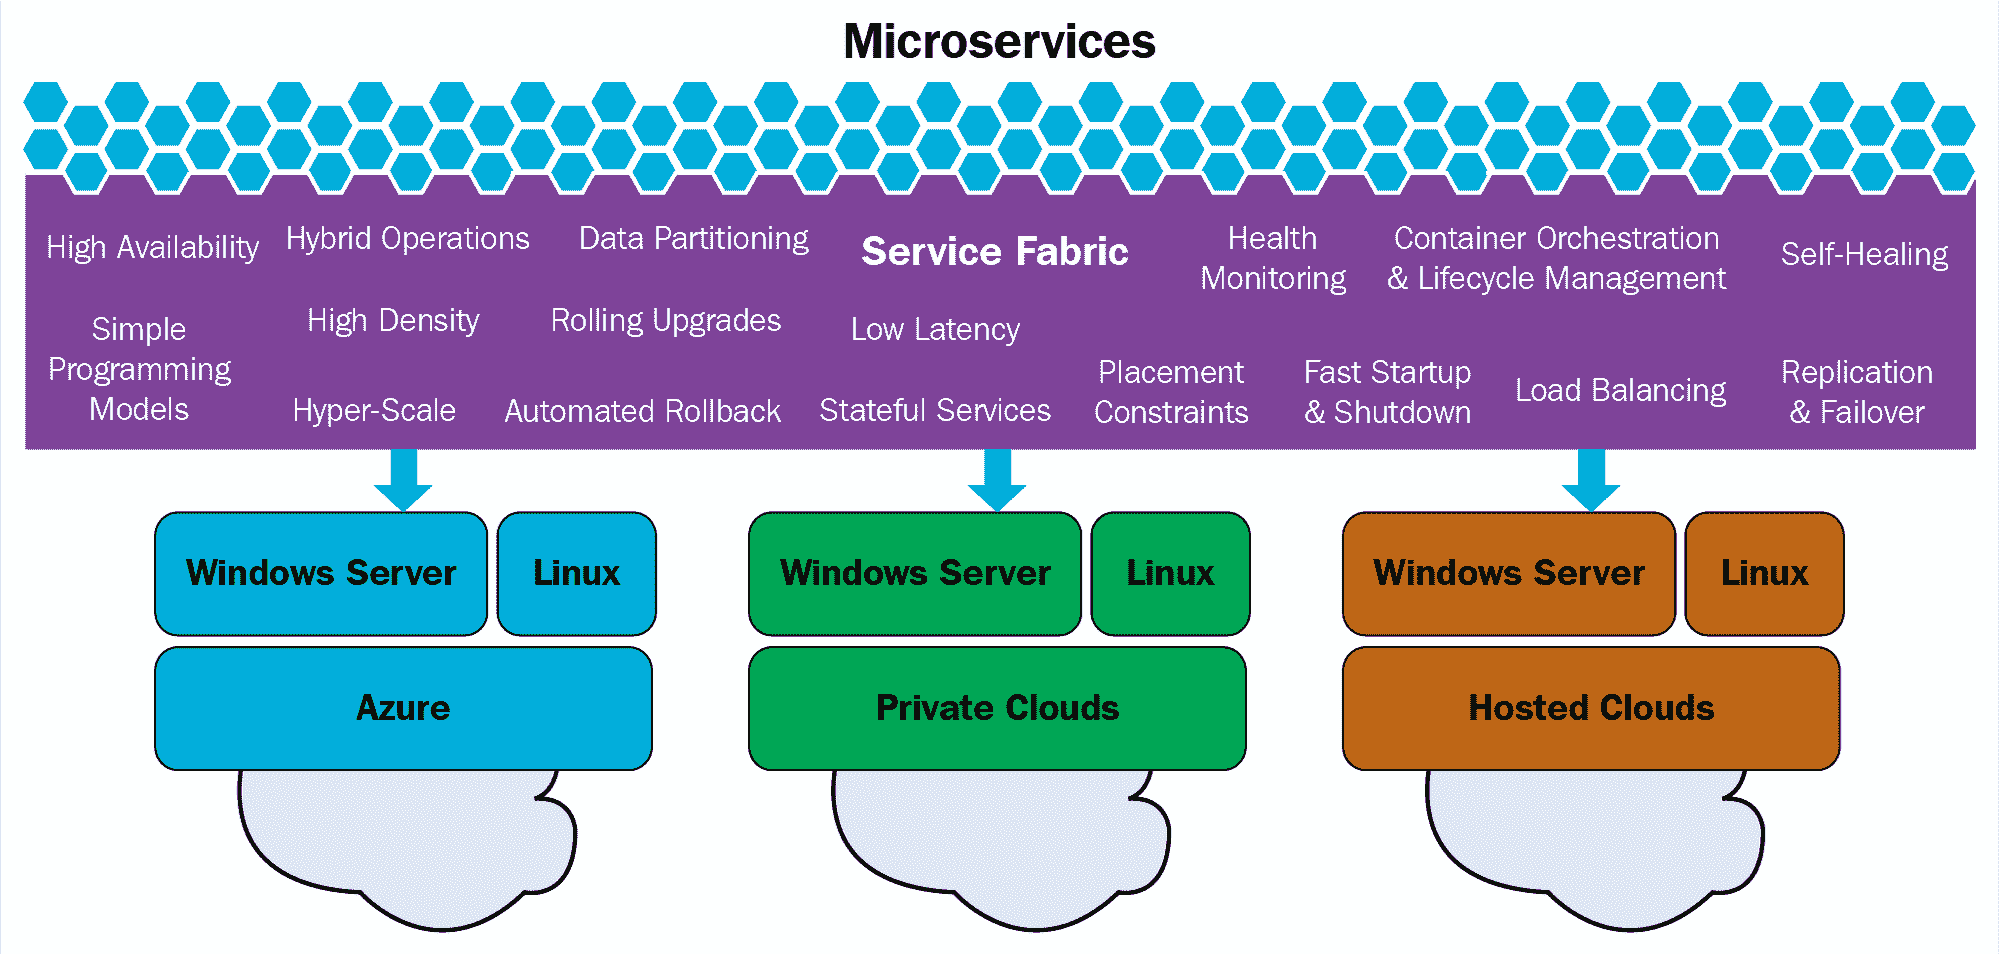 Microservices
High Availability
Hybrid Operations
Data Partitioning
Service Fabric
Health
Monitoring
Container Orchestration
& Lifecycle Management
Self-Healing
Simple
Programming
Models
High Density
Rolling Upgrades
Low Latency
Hyper-Scale
Automated Rollback
Stateful Services
Placement
Constraints
Fast Startup
& Shutdown
Load Balancing
Replication
& Failover
Windows Server
Linux
Windows Server
Linux
Windows Server
Linux
Azure
Private Clouds
Hosted Clouds